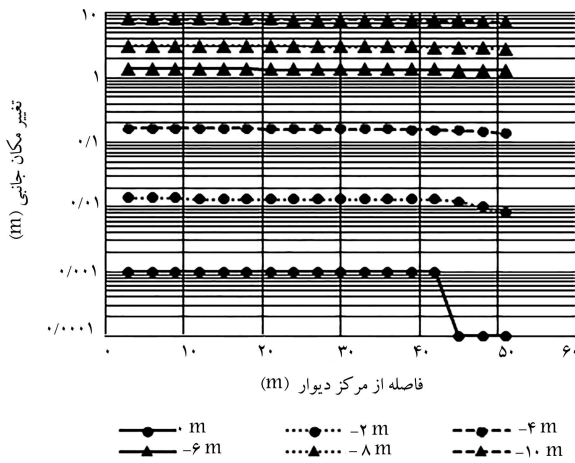 ۱۰
۱
۰/۱
۰/۰۱
۰/۰۰۱
۰/۰۰۰۱
تغییر مکان جانبی (m)
۰ ۱۰ ۲۰ ۳۰ ۴۰ ۵۰ ۶۰
فاصله از مرکز دیوار (m)
۰ m -۲ m -۴ m
-۶ m -۸ m -۱۰ m